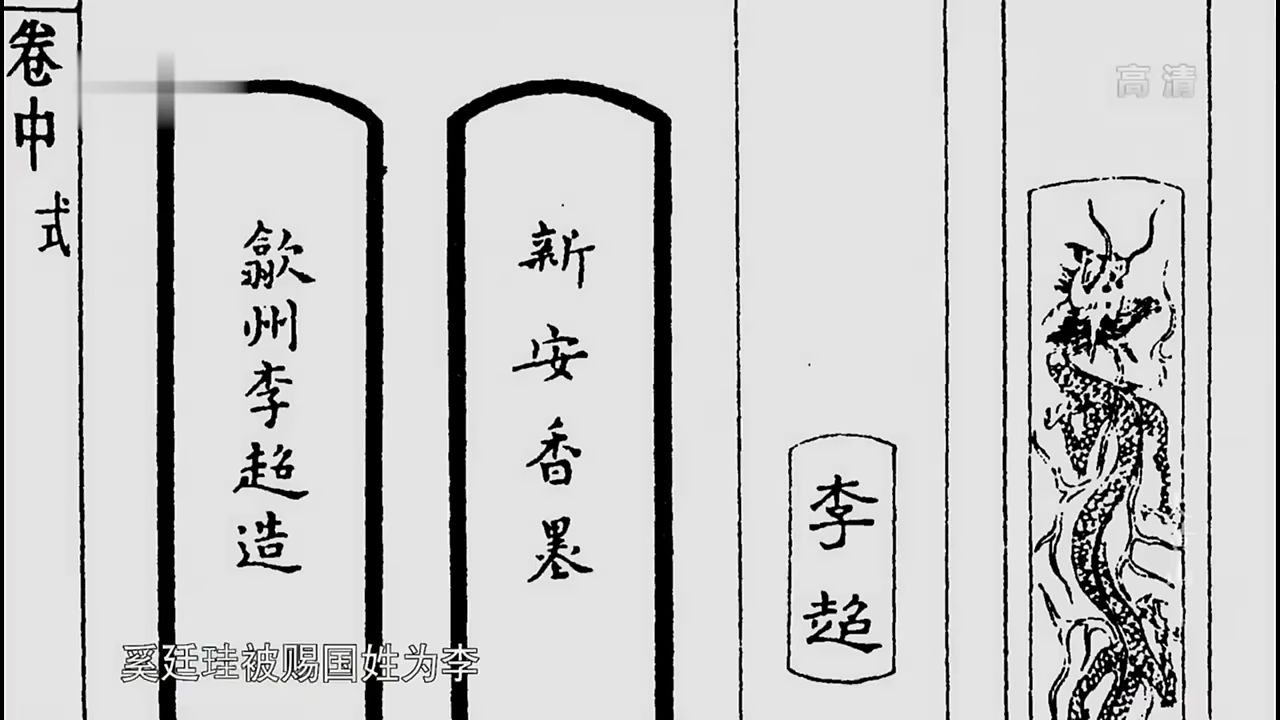 高清
李超
新安香墨
歙州李超造
卷中
式
奚廷珪被赐国姓为李